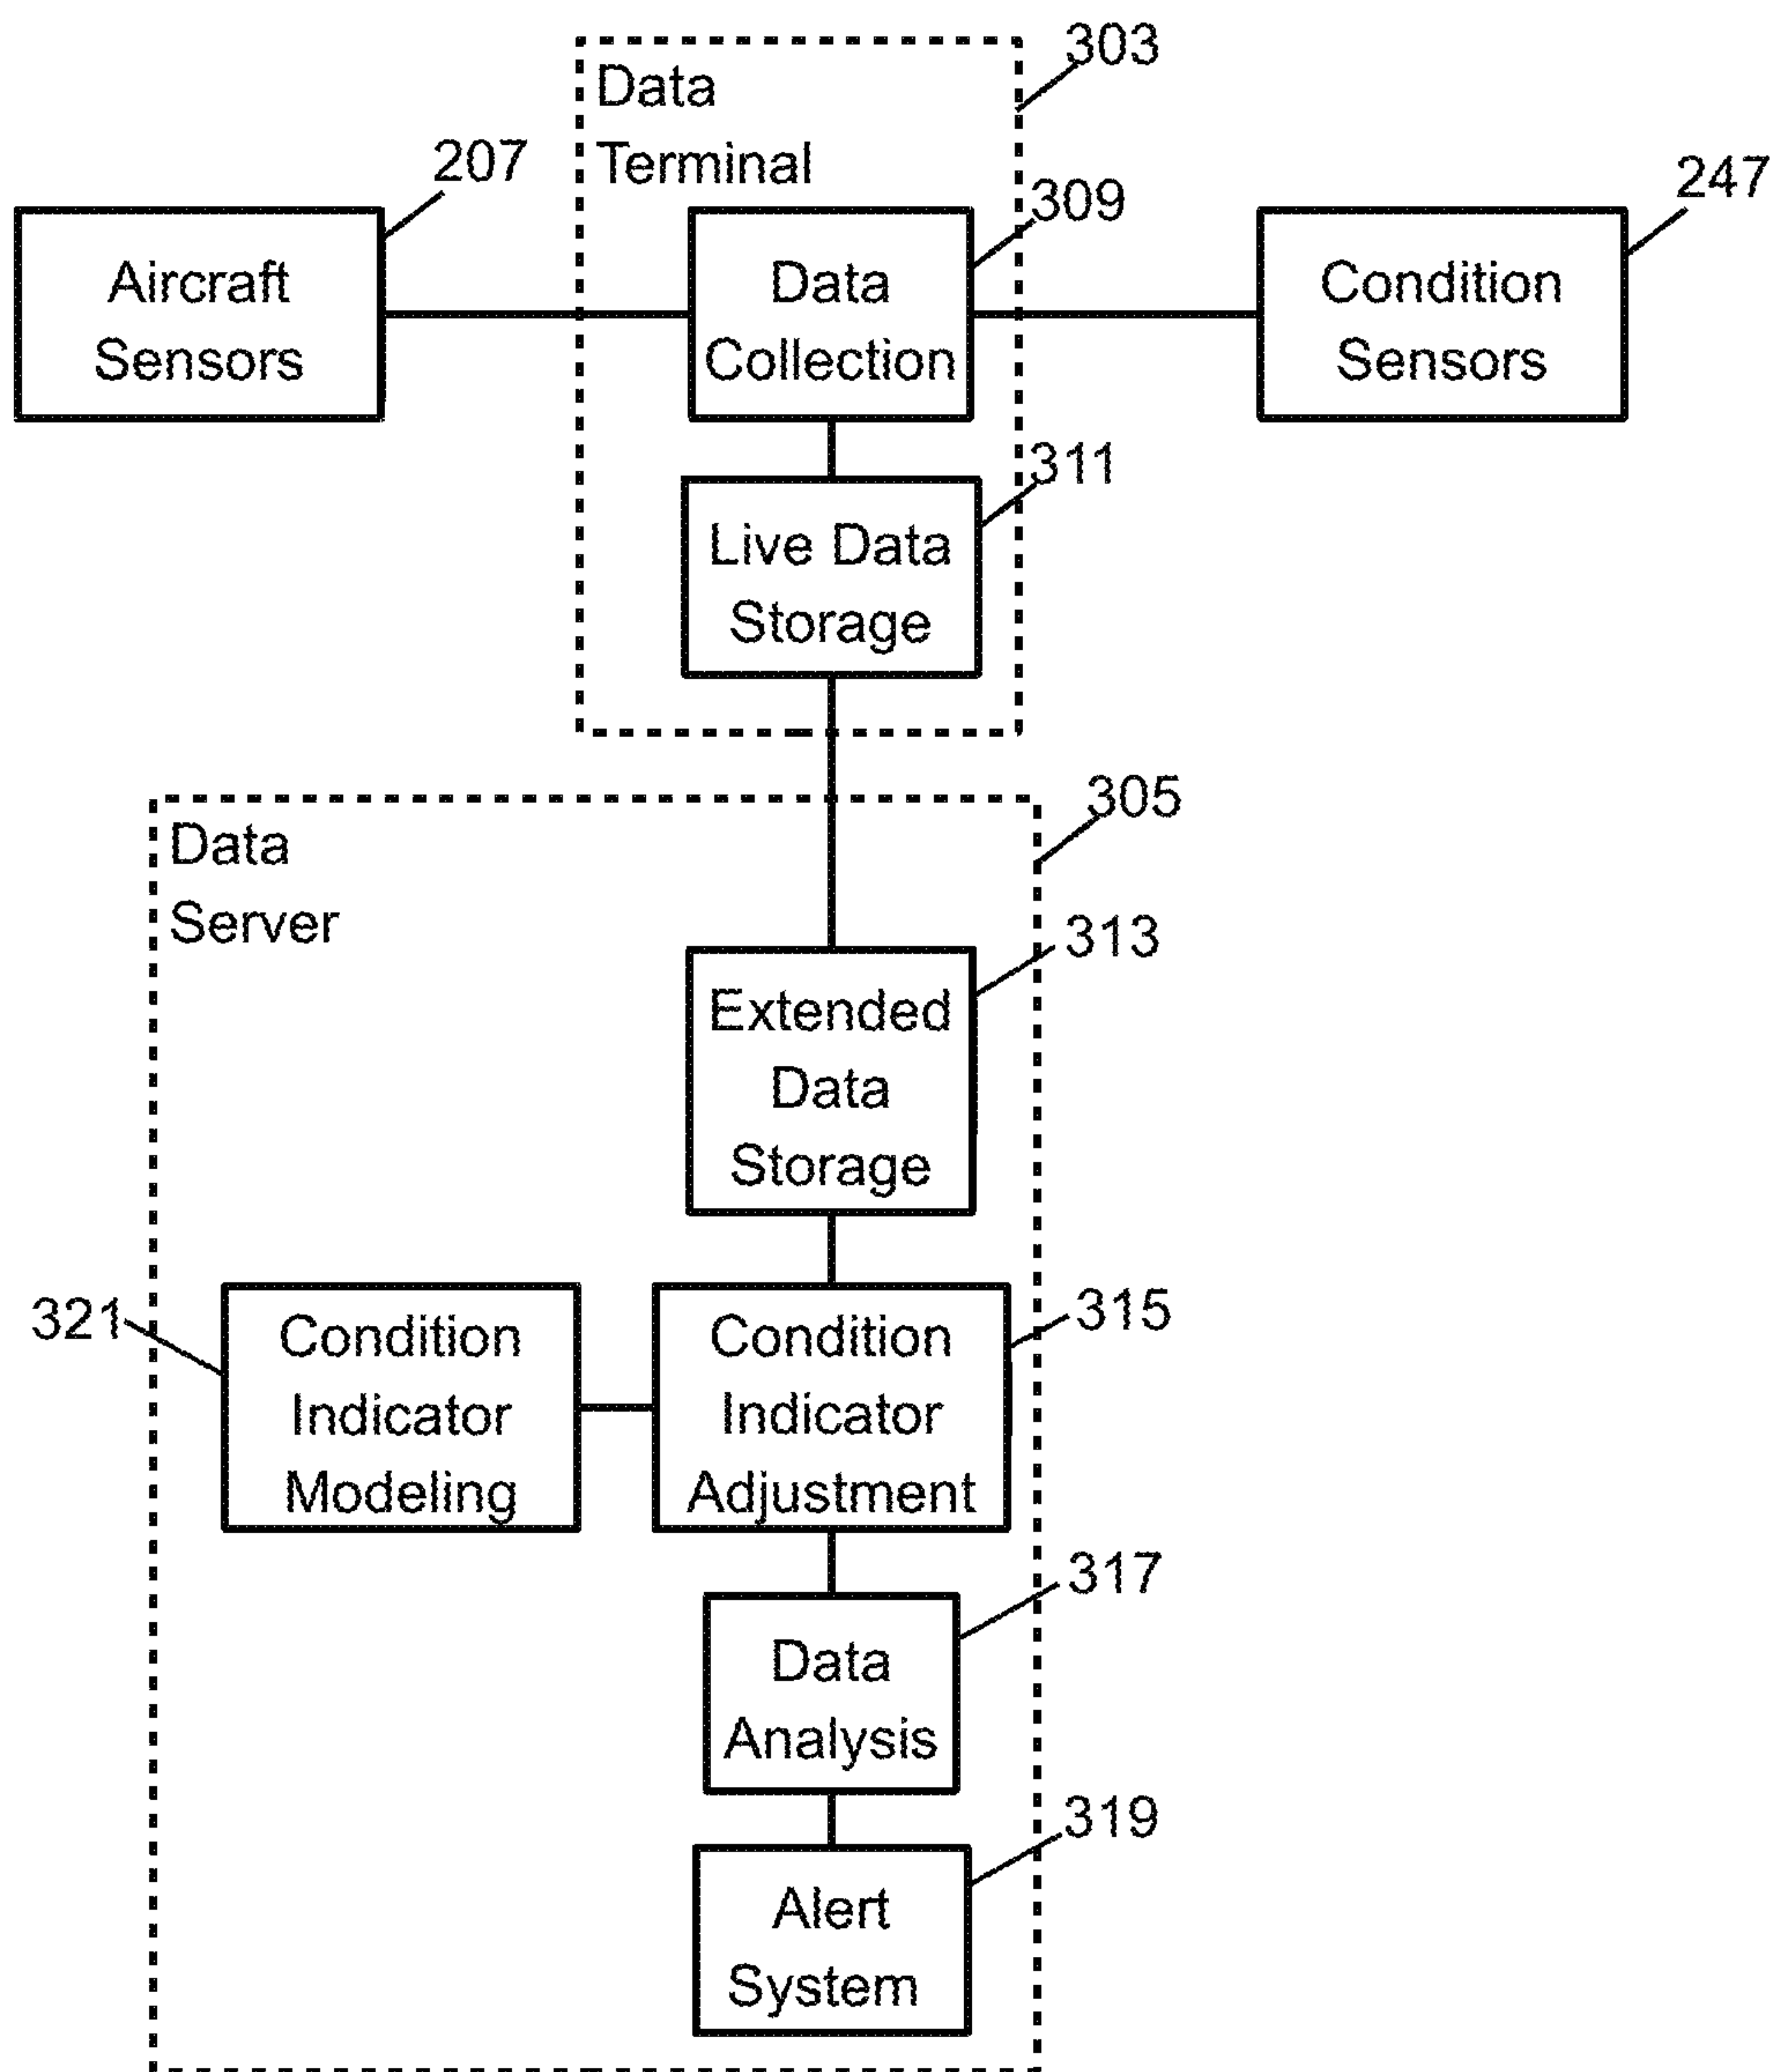 303
Data
Terminal
207
247
309
Aircraft
Sensors
Data
Collection
Condition
Sensors
311
Live Data
Storage
305
Data
Server
313
Extended
Data
Storage
321
315
Condition
Indicator
Modeling
Condition
Indicator
Adjustment
317
Data
Analysis
319
Alert
System